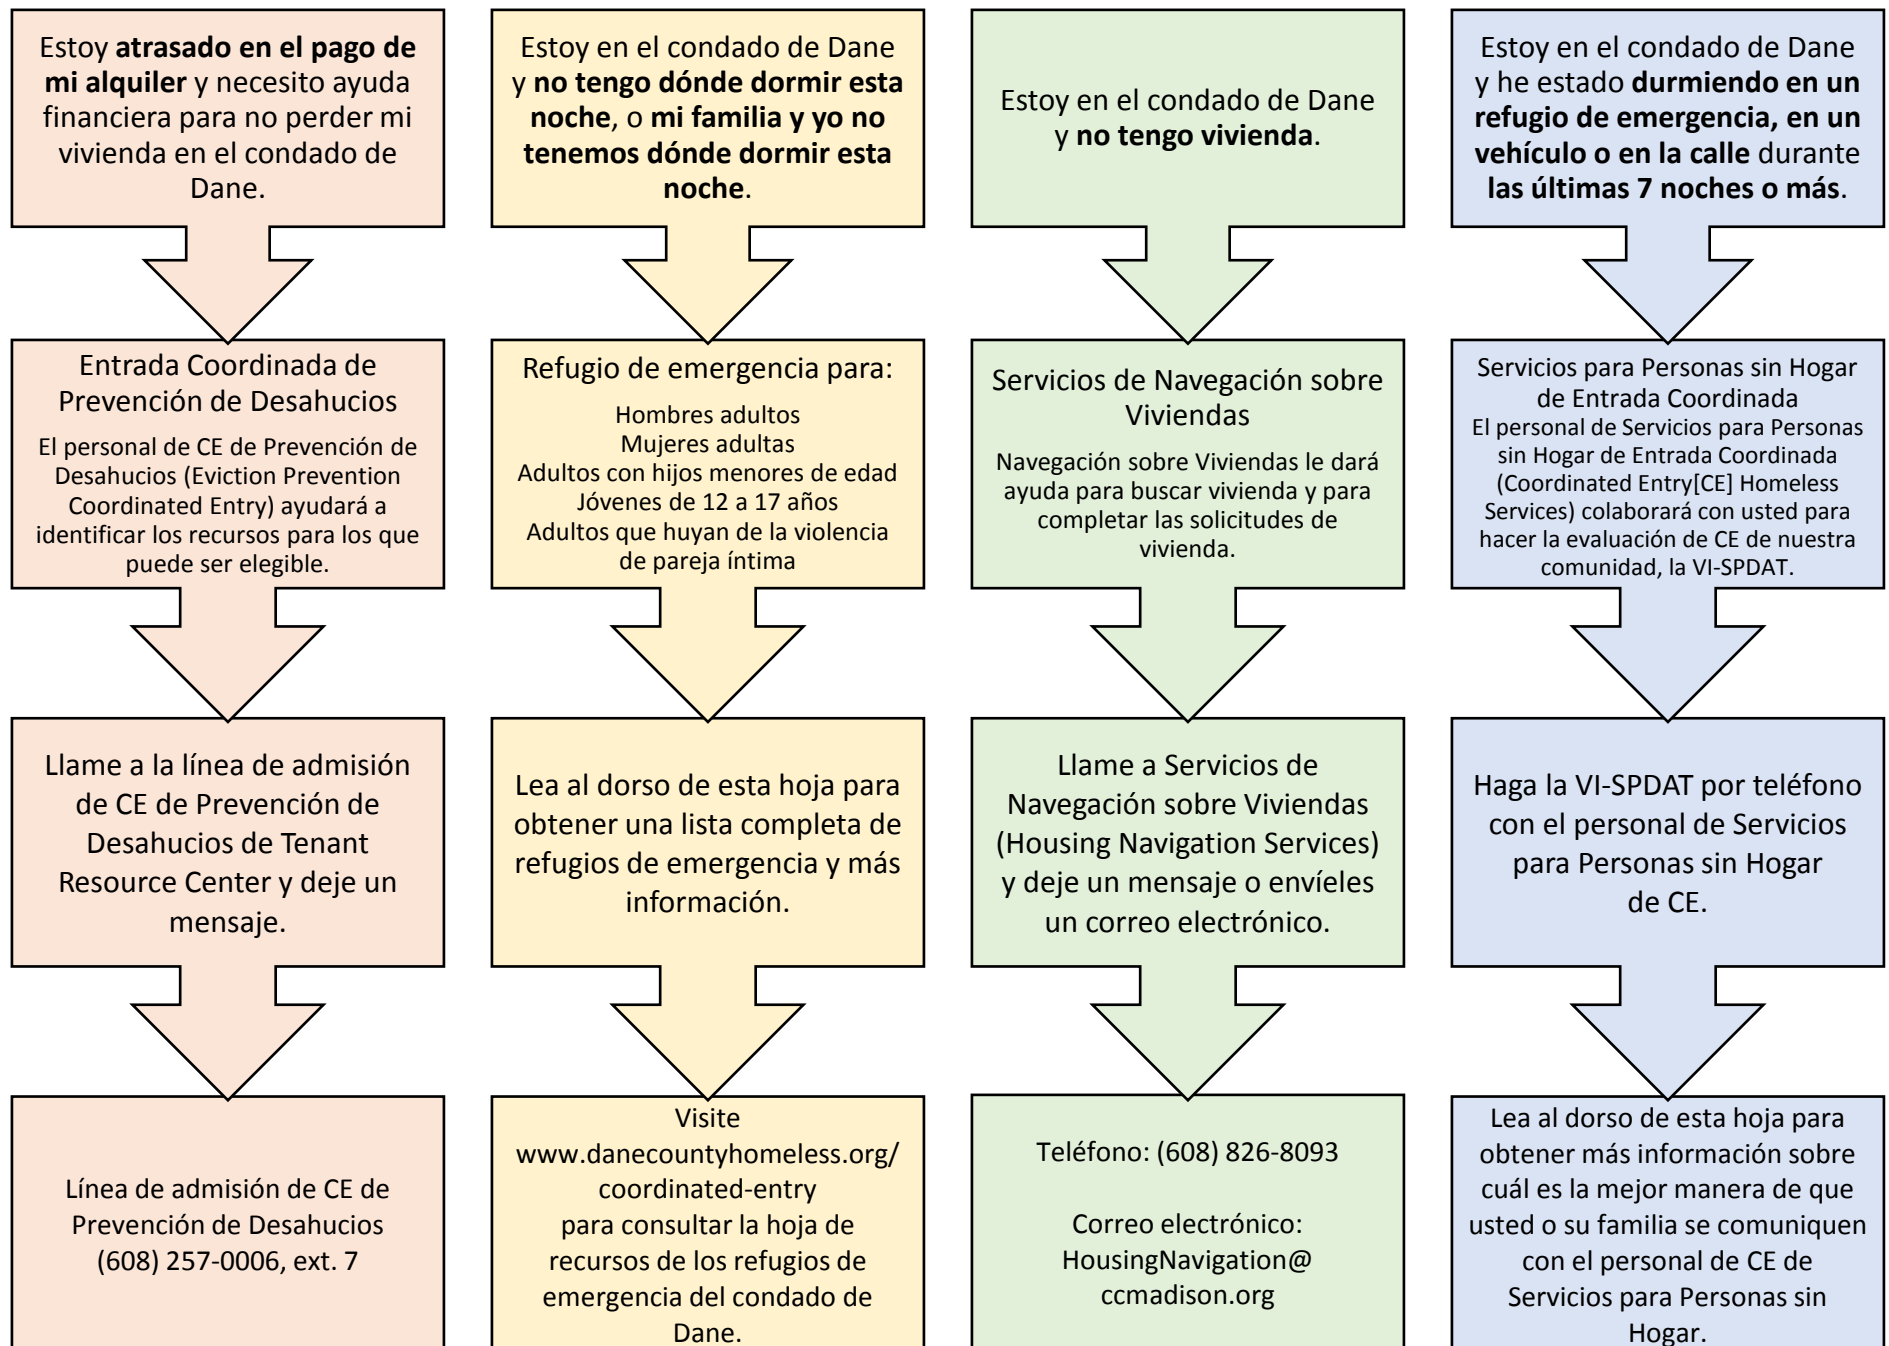 Estoy atrasado en el pago de
mi alquiler y necesito ayuda
financiera para no perder mi
vivienda en el condado de
Dane.
Entrada Coordinada de
Prevención de Desahucios
El personal de CE de Prevención de
Desahucios (Eviction Prevention
Coordinated Entry) ayudará a
identificar los recursos para los que
puede ser elegible.
Llame a la línea de admisión
de CE de Prevención de
Desahucios de Tenant
Resource Center y deje un
mensaje.
Línea de admisión de CE de
Prevención de Desahucios
(608) 257-0006, ext. 7
Estoy en el condado de Dane
y no tengo dónde dormir esta
noche, o mi familia y yo no
tenemos dónde dormir esta
noche.
Refugio de emergencia para:
Hombres adultos
Mujeres adultas
Adultos con hijos menores de edad
Jóvenes de 12 a 17 años
Adultos que huyan de la violencia
de pareja íntima
Lea al dorso de esta hoja para
obtener una lista completa de
refugios de emergencia y más
información.
Visite
www.danecountyhomeless.org/
coordinated-entry
para consultar la hoja de
recursos de los refugios de
emergencia del condado de
Dane.
Estoy en el condado de Dane
y no tengo vivienda.
Servicios de Navegación sobre
Viviendas
Navegación sobre Viviendas le dará
ayuda para buscar vivienda y para
completar las solicitudes de
vivienda.
Llame a Servicios de
Navegación sobre Viviendas
(Housing Navigation Services)
y deje un mensaje o envíeles
un correo electrónico.
Teléfono: (608) 826-8093
Correo electrónico:
HousingNavigation@
ccmadison.org
Estoy en el condado de Dane
y he estado durmiendo en un
refugio de emergencia, en un
vehículo o en la calle durante
las últimas 7 noches o más.
Servicios para Personas sin Hogar
de Entrada Coordinada
El personal de Servicios para Personas
sin Hogar de Entrada Coordinada
(Coordinated Entry[CE] Homeless
Services) colaborará con usted para
hacer la evaluación de CE de nuestra
comunidad, la VI-SPDAT.
Haga la VI-SPDAT por teléfono
con el personal de Servicios
para Personas sin Hogar
de CE.
Lea al dorso de esta hoja para
obtener más información sobre
cuál es la mejor manera de que
usted o su familia se comuniquen
con el personal de CE de
Servicios para Personas sin
Hogar.